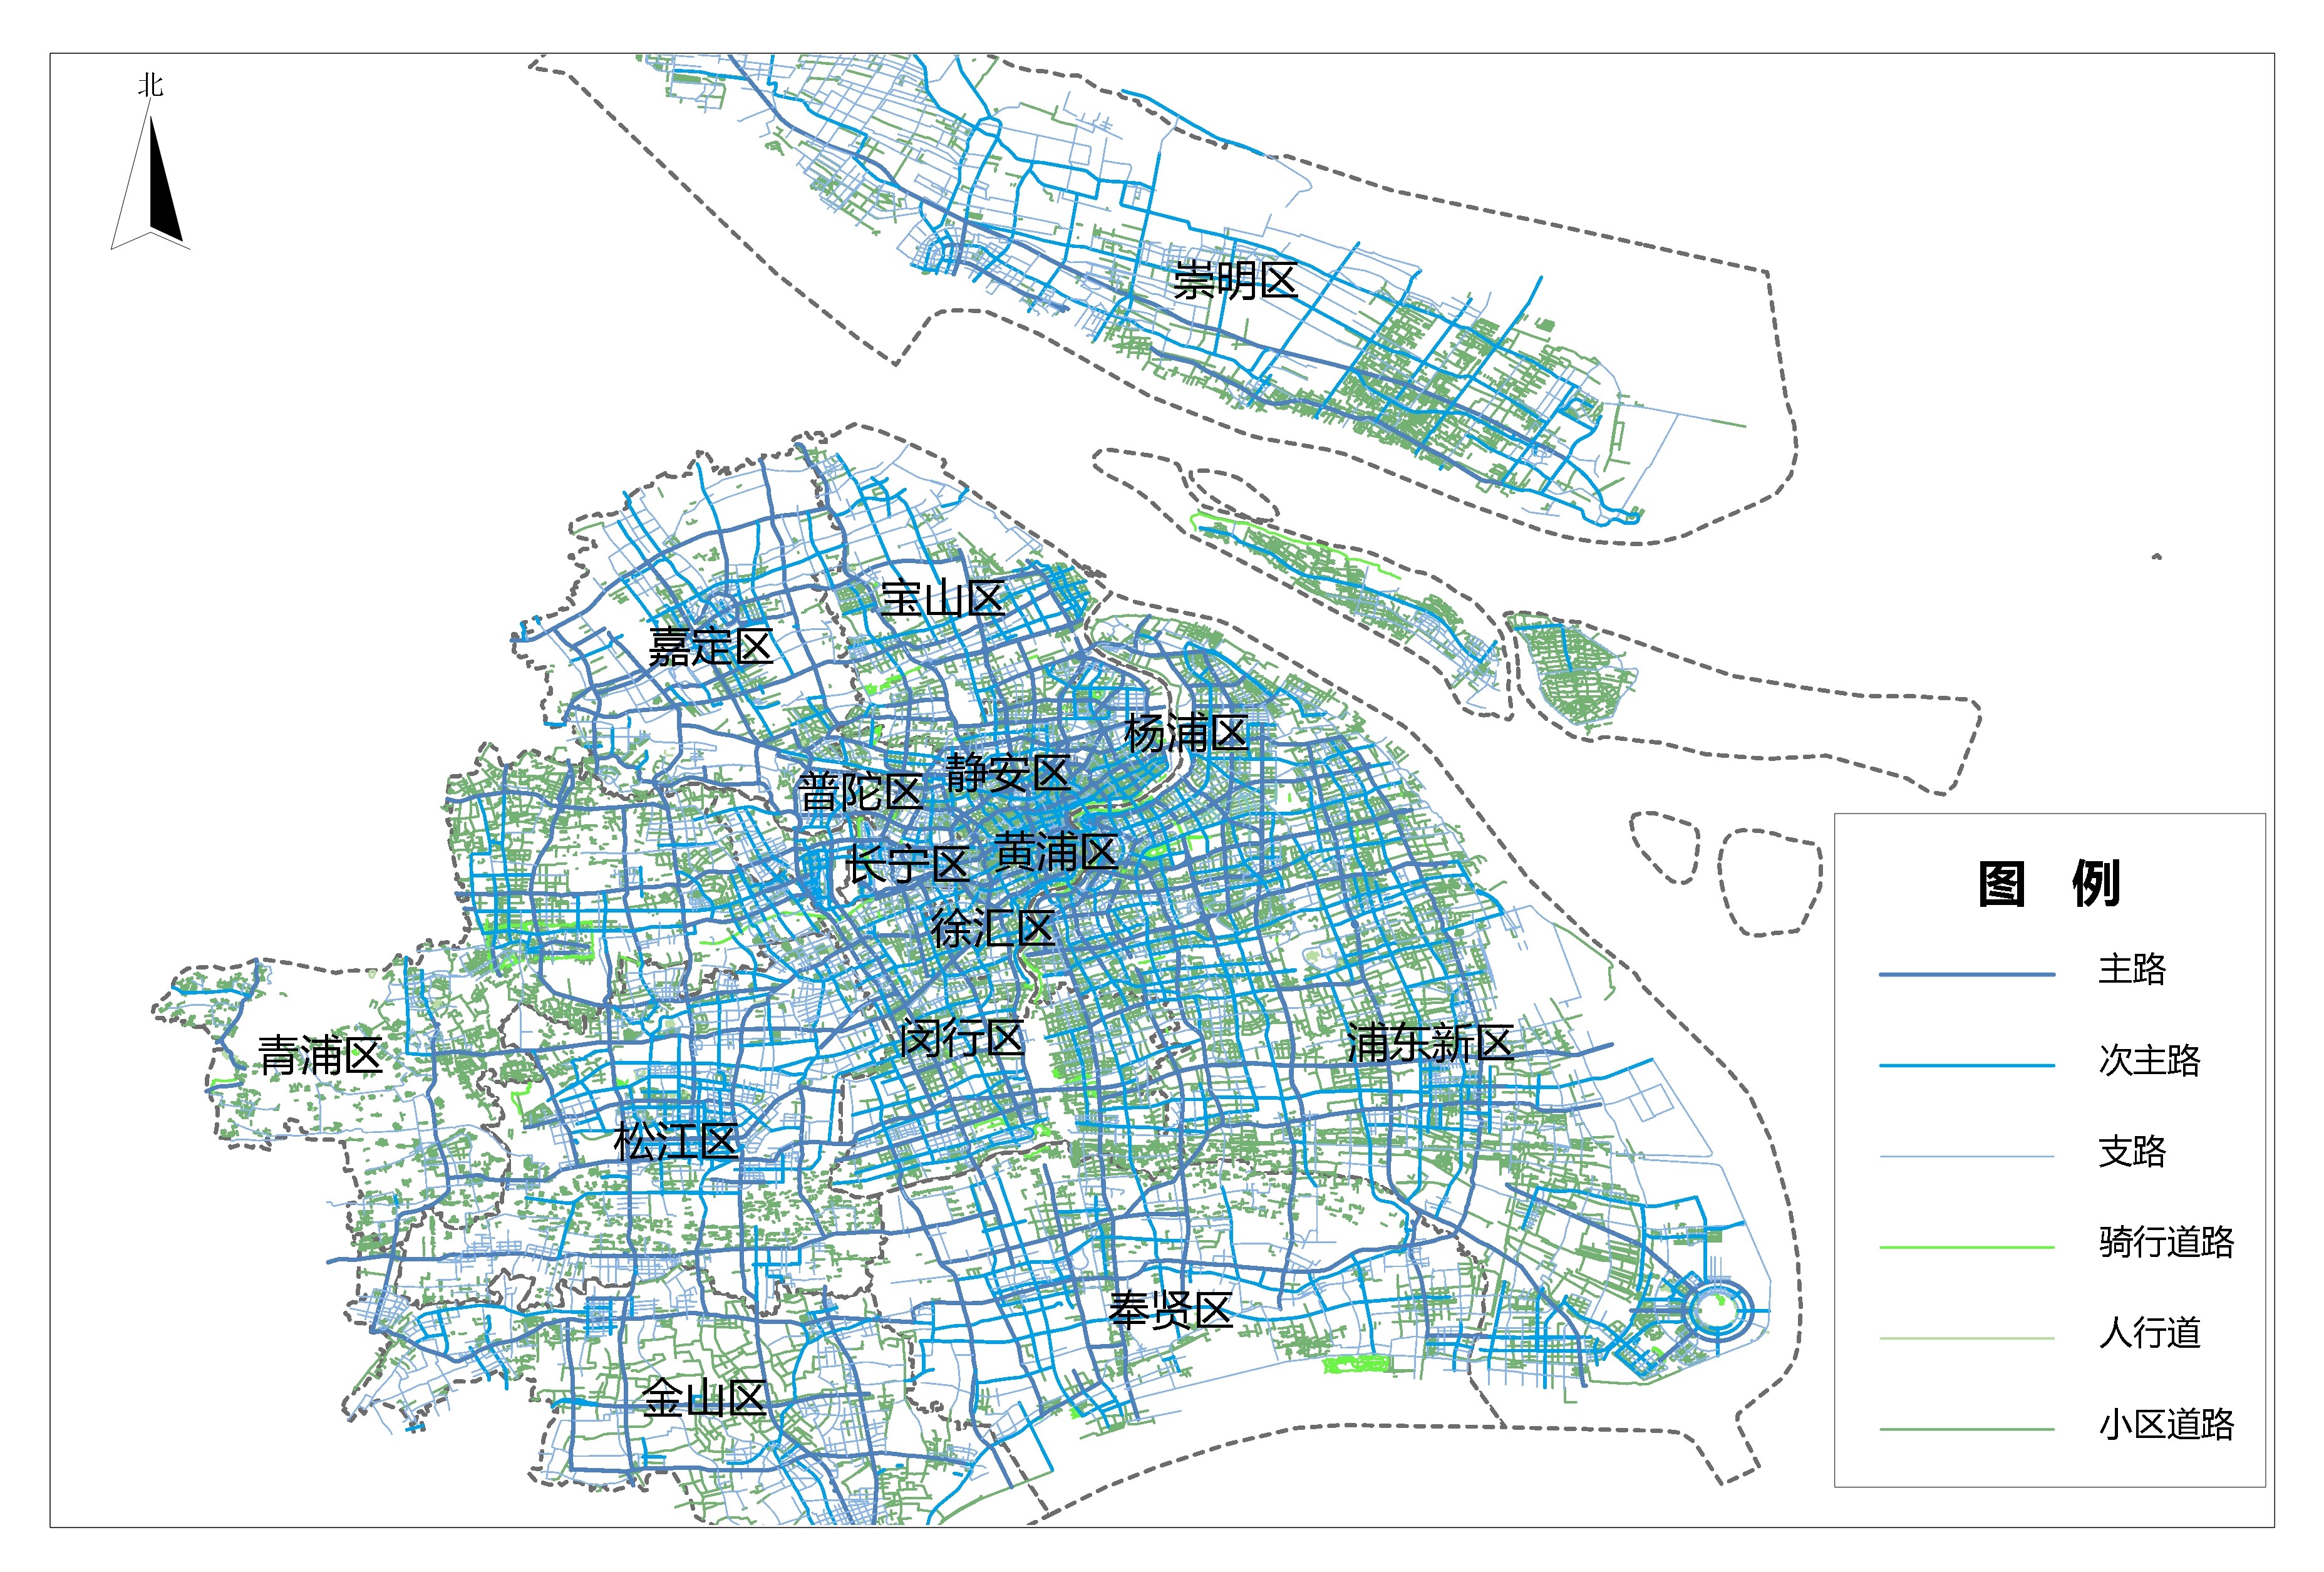 北
崇明区
宝山区
嘉定区
杨浦区
静安区
普陀区
黄浦区
长宁区
徐汇区
闵行区
浦东新区
青浦区
松江区
奉贤区
金山区
图 例
主路
次主路
支路
骑行道路
人行道
小区道路